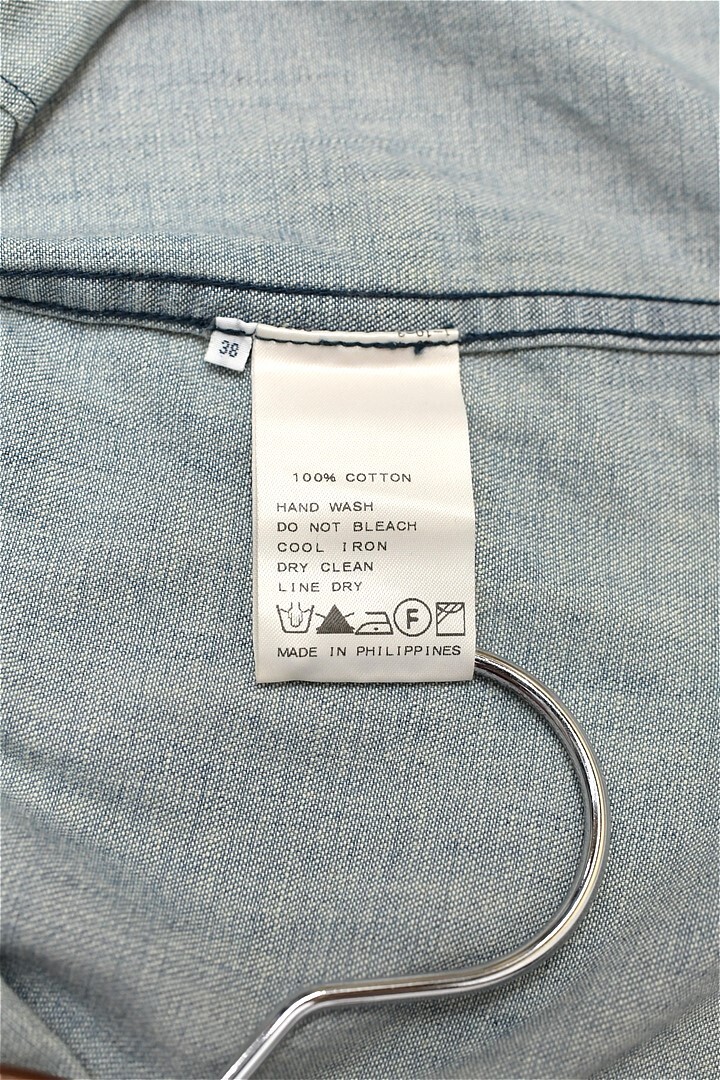 38
100% COTTON
HAND WASH
DO NOT BLEACH
COOL IRON
DRY CLEAN
LINE DRY
F
MADE IN PHILIPPINES